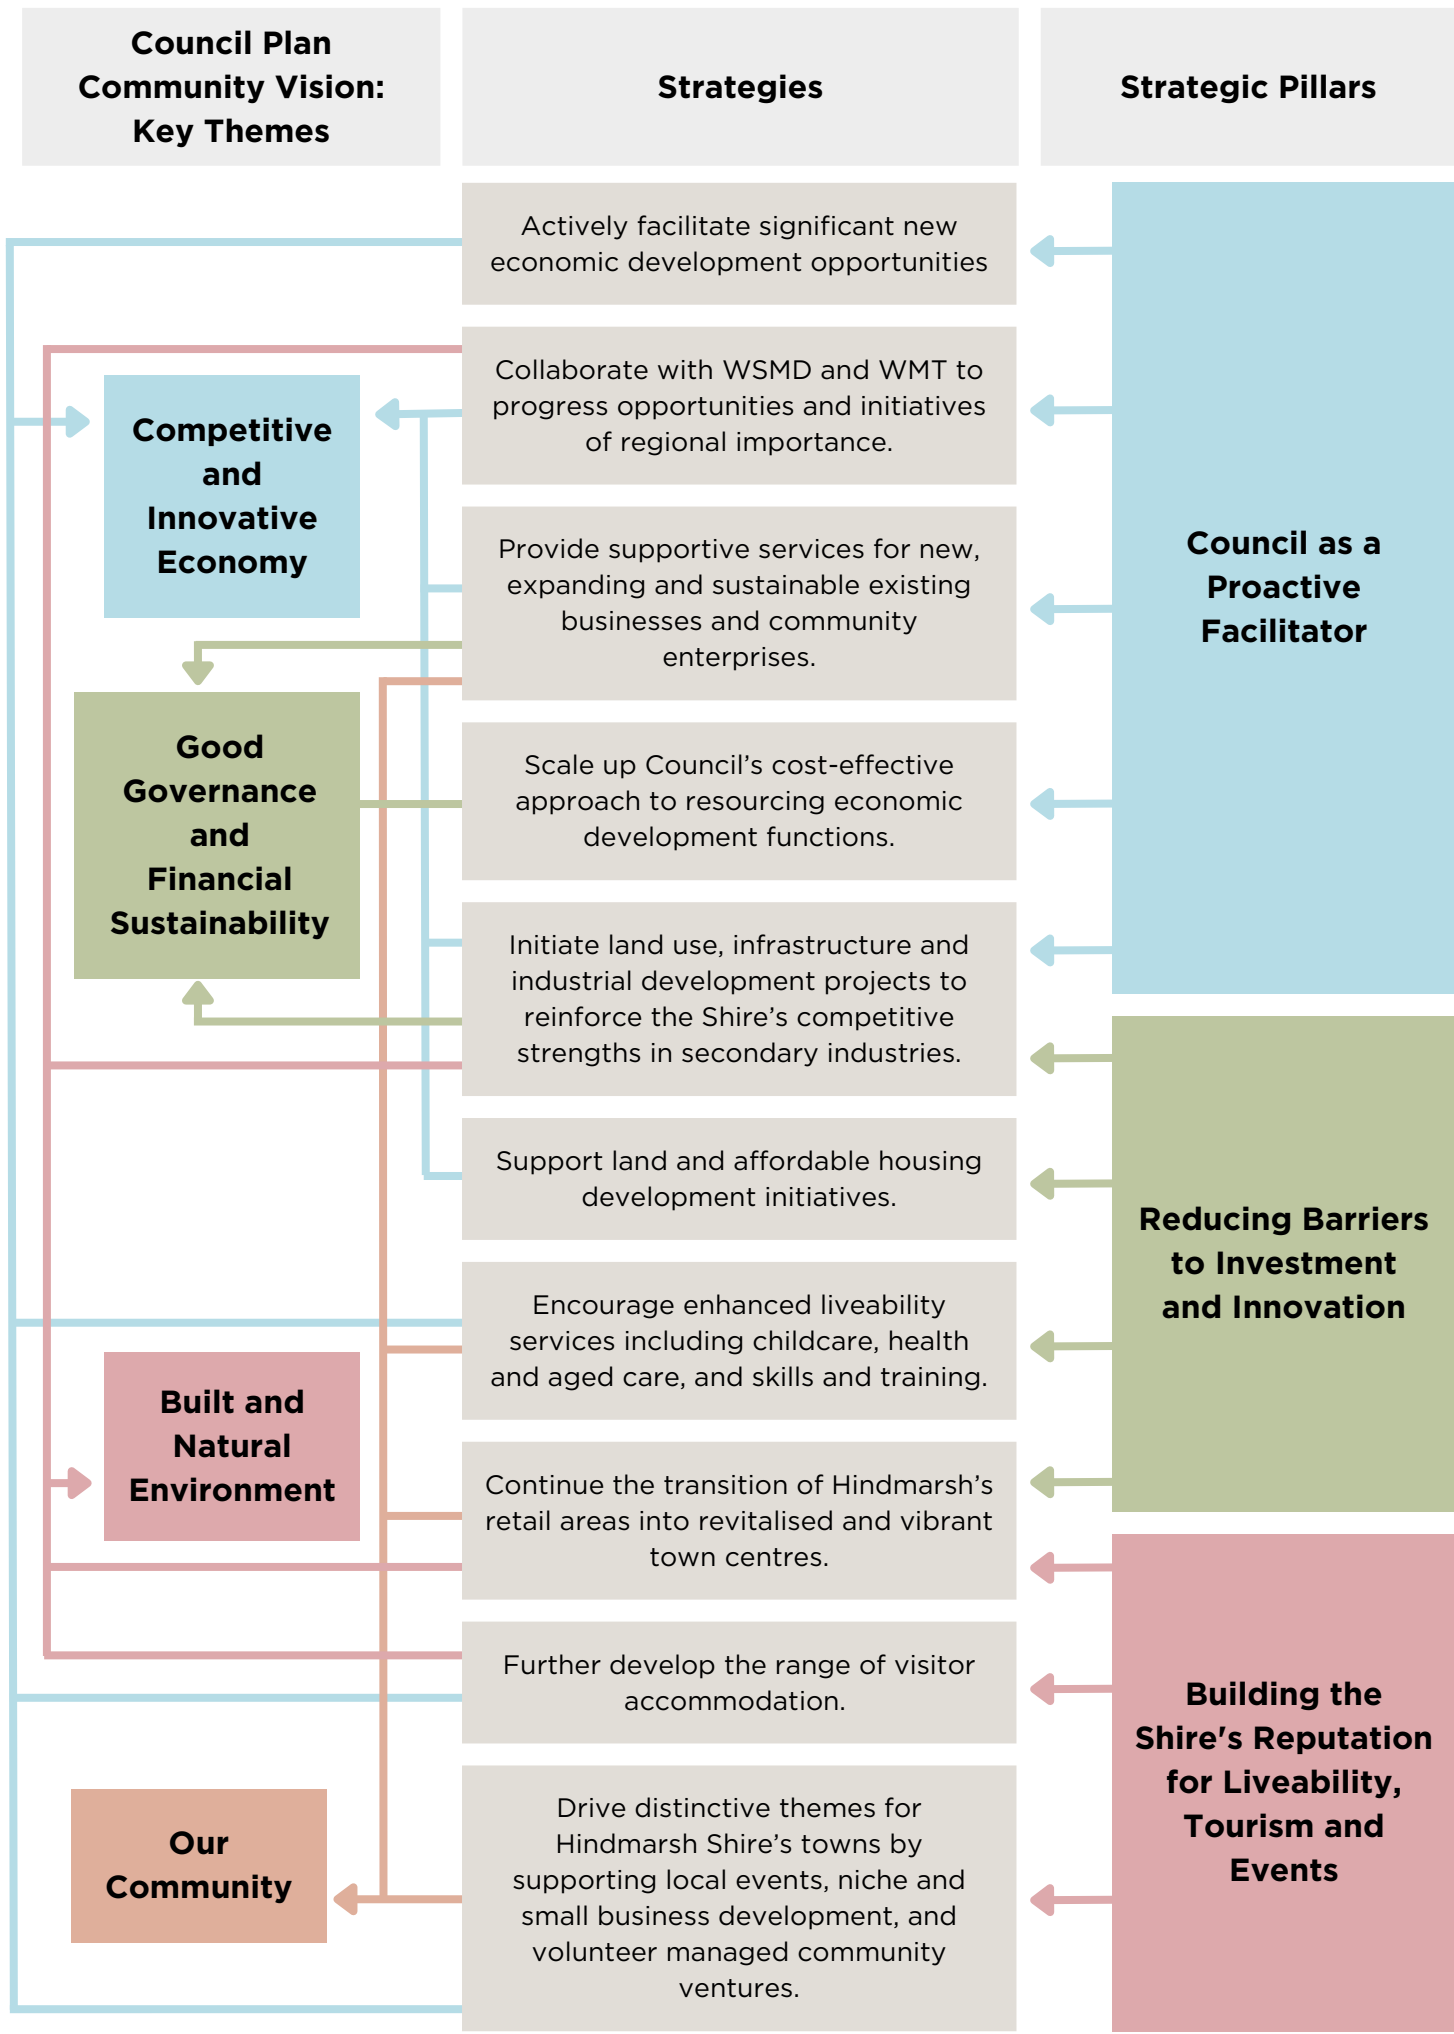 Council Plan
Community Vision:
Key Themes
Strategies
Strategic Pillars
Actively facilitate significant new
economic development opportunities
Collaborate with WSMD and WMT to
progress opportunities and initiatives
of regional importance.
Competitive
and
Innovative
Economy
Provide supportive services for new,
expanding and sustainable existing
businesses and community
enterprises.
Council as a
Proactive
Facilitator
Good
Governance
and
Financial
Sustainability
Scale up Council’s cost-effective
approach to resourcing economic
development functions.
Initiate land use, infrastructure and
industrial development projects to
reinforce the Shire’s competitive
strengths in secondary industries.
Support land and affordable housing
development initiatives.
Reducing Barriers
to Investment
and Innovation
Encourage enhanced liveability
services including childcare, health
and aged care, and skills and training.
Built and
Natural
Environment
Continue the transition of Hindmarsh’s
retail areas into revitalised and vibrant
town centres.
Further develop the range of visitor
accommodation.
Building the
Shire's Reputation
for Liveability,
Tourism and
Events
Our
Community
Drive distinctive themes for
Hindmarsh Shire’s towns by
supporting local events, niche and
small business development, and
volunteer managed community
ventures.